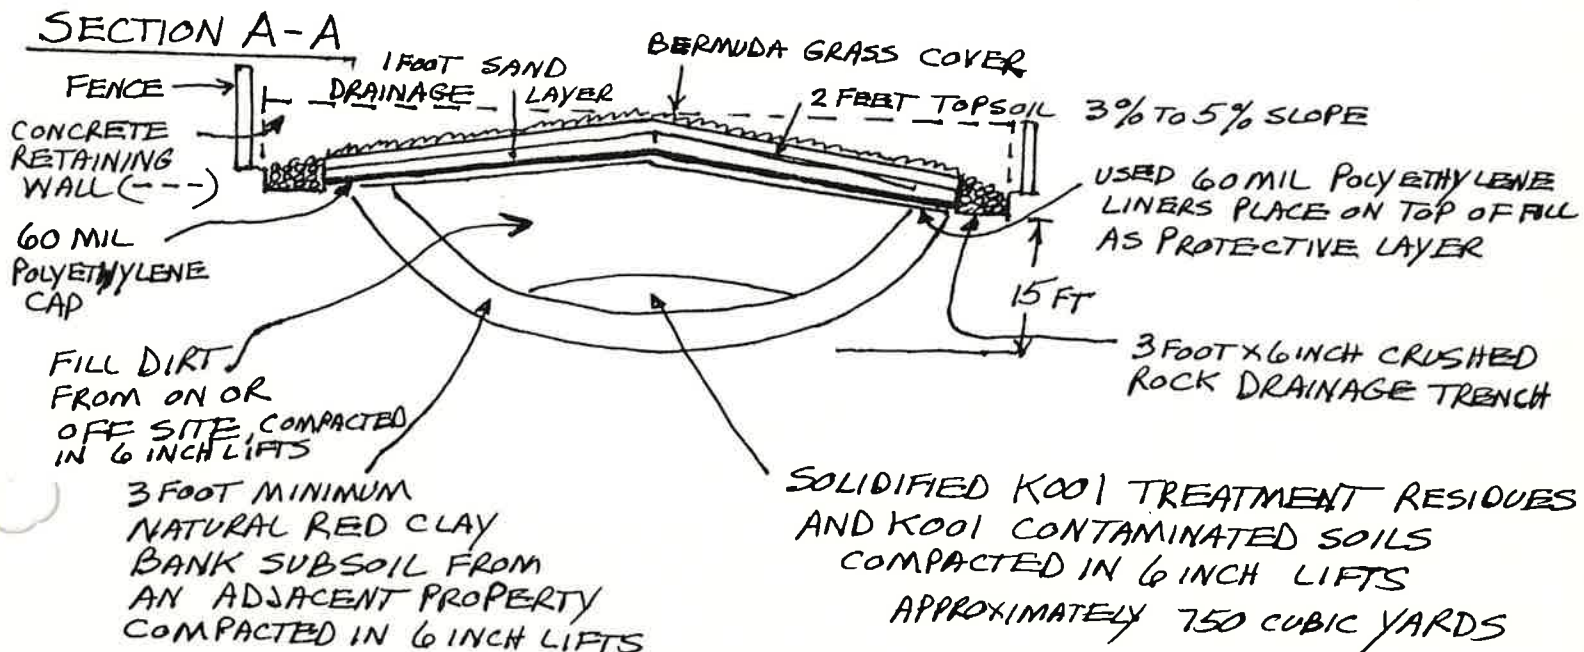 SECTION A-A
FENCE
1 FOOT SAND
DRAINAGE LAYER
BERMUDA GRASS COVER
2 FEET TOPSOIL
3% TO 5% SLOPE
CONCRETE
RETAINING
WALL (---)
60 MIL
POLYETHYLENE
CAP
USED 60 MIL POLYETHYLENE
LINERS PLACE ON TOP OF FILL
AS PROTECTIVE LAYER
15 FT
3 FOOT X 6 INCH CRUSHED
ROCK DRAINAGE TRENCH
FILL DIRT
FROM ON OR
OFF SITE, COMPACTED
IN 6 INCH LIFTS
3 FOOT MINIMUM
NATURAL RED CLAY
BANK SUBSOIL FROM
AN ADJACENT PROPERTY
COMPACTED IN 6 INCH LIFTS
SOLIDIFIED K001 TREATMENT RESIDUES
AND K001 CONTAMINATED SOILS
COMPACTED IN 6 INCH LIFTS
APPROXIMATELY 750 CUBIC YARDS